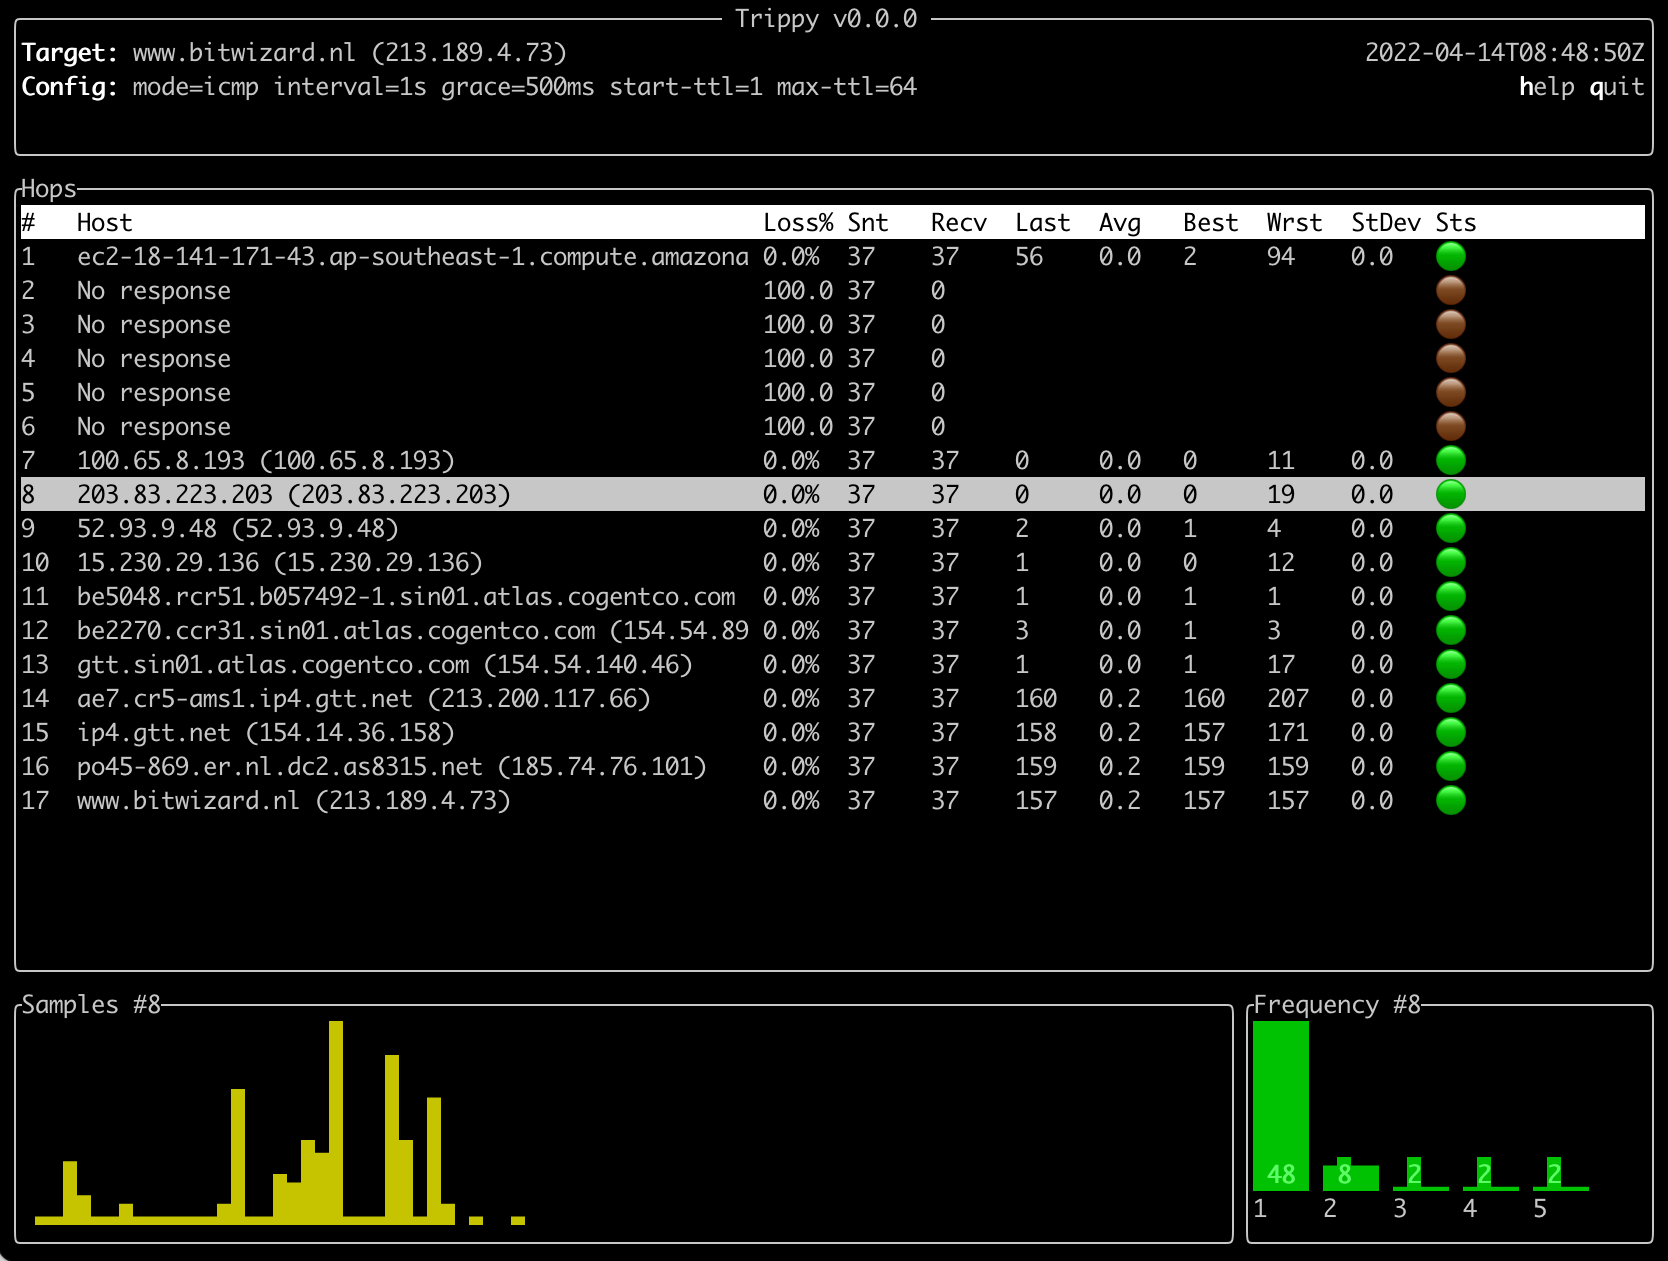 Trippy v0.0.0
Target: www.bitwizard.nl (213.189.4.73) 2022-04-14T08:48:50Z
Config: mode=icmp interval=1s grace=500ms start-ttl=1 max-ttl=64 help quit
Hops
# Host Loss% Snt Recv Last Avg Best Wrst StDev Sts
1 ec2-18-141-171-43.ap-southeast-1.compute.amazona 0.0% 37 37 56 0.0 2 94 0.0
2 No response 100.0 37 0
3 No response 100.0 37 0
4 No response 100.0 37 0
5 No response 100.0 37 0
6 No response 100.0 37 0
7 100.65.8.193 (100.65.8.193) 0.0% 37 37 0 0.0 0 11 0.0
8 203.83.223.203 (203.83.223.203) 0.0% 37 37 0 0.0 0 19 0.0
9 52.93.9.48 (52.93.9.48) 0.0% 37 37 2 0.0 1 4 0.0
10 15.230.29.136 (15.230.29.136) 0.0% 37 37 1 0.0 0 12 0.0
11 be5048.rcr51.b057492-1.sin01.atlas.cogentco.com 0.0% 37 37 1 0.0 1 1 0.0
12 be2270.ccr31.sin01.atlas.cogentco.com (154.54.89 0.0% 37 37 3 0.0 1 3 0.0
13 gtt.sin01.atlas.cogentco.com (154.54.140.46) 0.0% 37 37 1 0.0 1 17 0.0
14 ae7.cr5-ams1.ip4.gtt.net (213.200.117.66) 0.0% 37 37 160 0.2 160 207 0.0
15 ip4.gtt.net (154.14.36.158) 0.0% 37 37 158 0.2 157 171 0.0
16 po45-869.er.nl.dc2.as8315.net (185.74.76.101) 0.0% 37 37 159 0.2 159 159 0.0
17 www.bitwizard.nl (213.189.4.73) 0.0% 37 37 157 0.2 157 157 0.0
Samples #8
Frequency #8
48 8 2 2 2
1 2 3 4 5